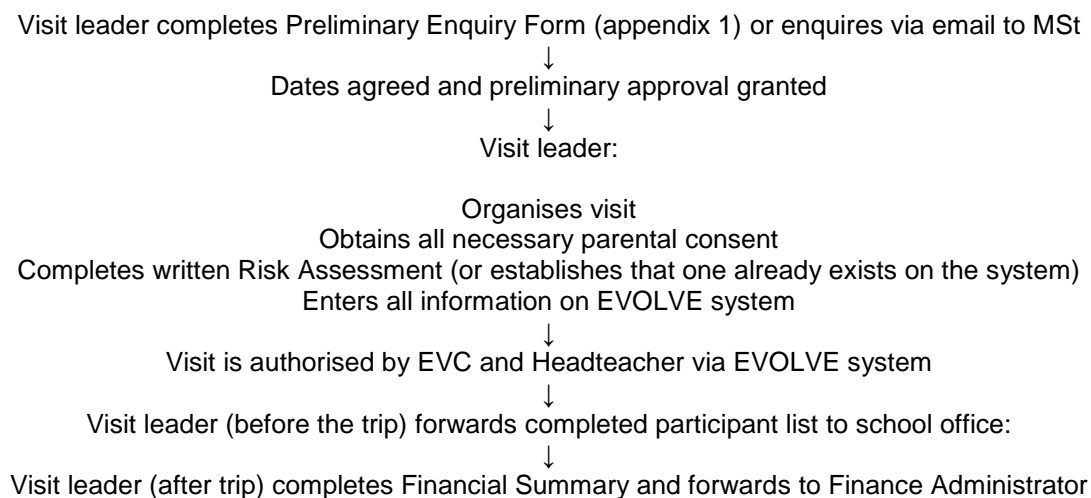 Visit leader completes Preliminary Enquiry Form (appendix 1) or enquires via email to MSt
↓
Dates agreed and preliminary approval granted
↓
Visit leader:
Organises visit
Obtains all necessary parental consent
Completes written Risk Assessment (or establishes that one already exists on the system)
Enters all information on EVOLVE system
↓
Visit is authorised by EVC and Headteacher via EVOLVE system
↓
Visit leader (before the trip) forwards completed participant list to school office:
↓
Visit leader (after trip) completes Financial Summary and forwards to Finance Administrator